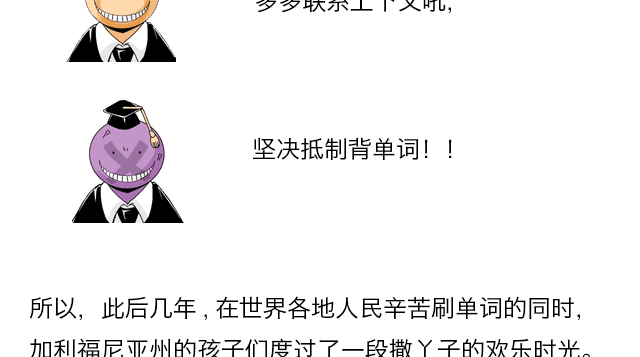 多多联系上下文吼，
坚决抵制背单词！！
所以，此后几年，在世界各地人民辛苦刷单词的同时，
加利福尼亚州的孩子们度过了一段撒丫子的欢乐时光。